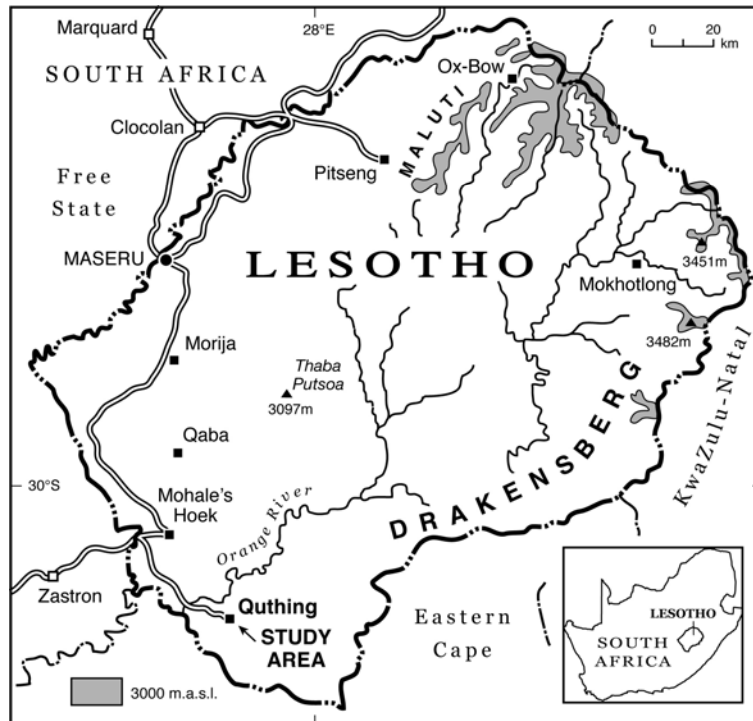 Marquard
28°E
0 20
km
SOUTH AFRICA
Ox-Bow
MALUTI
Clocolan
Pitseng
Free
State
MASERU
LESOTHO
3451m
Mokhotlong
3482m
Morija
Thaba
Putsoa
3097m
Qaba
DRAKENSBERG
KwaZulu-Natal
30°S
Mohale's
Hoek
Orange River
Zastron
Quthing
STUDY
AREA
Eastern
Cape
LESOTHO
SOUTH
AFRICA
3000 m.a.s.l.